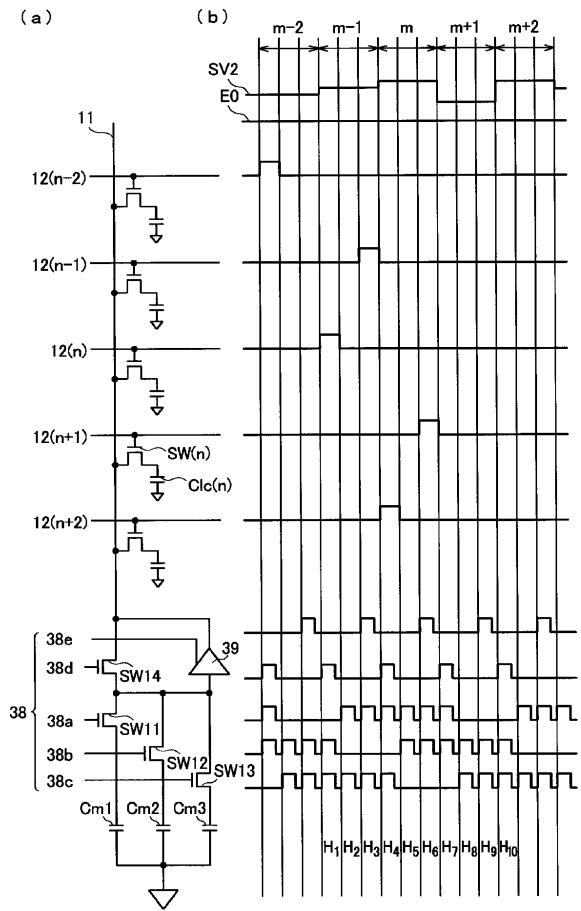 (a)
(b)
m-2 m-1 m m+1 m+2
SV2
E0
11
12(n-2)
12(n-1)
12(n)
12(n+1)
SW(n)
Clc(n)
12(n+2)
38e
39
38d
SW14
38
38a
SW11
38b
SW12
SW13
38c
Cm1 Cm2 Cm3
H1 H2 H3 H4 H5 H6 H7 H8 H9 H10